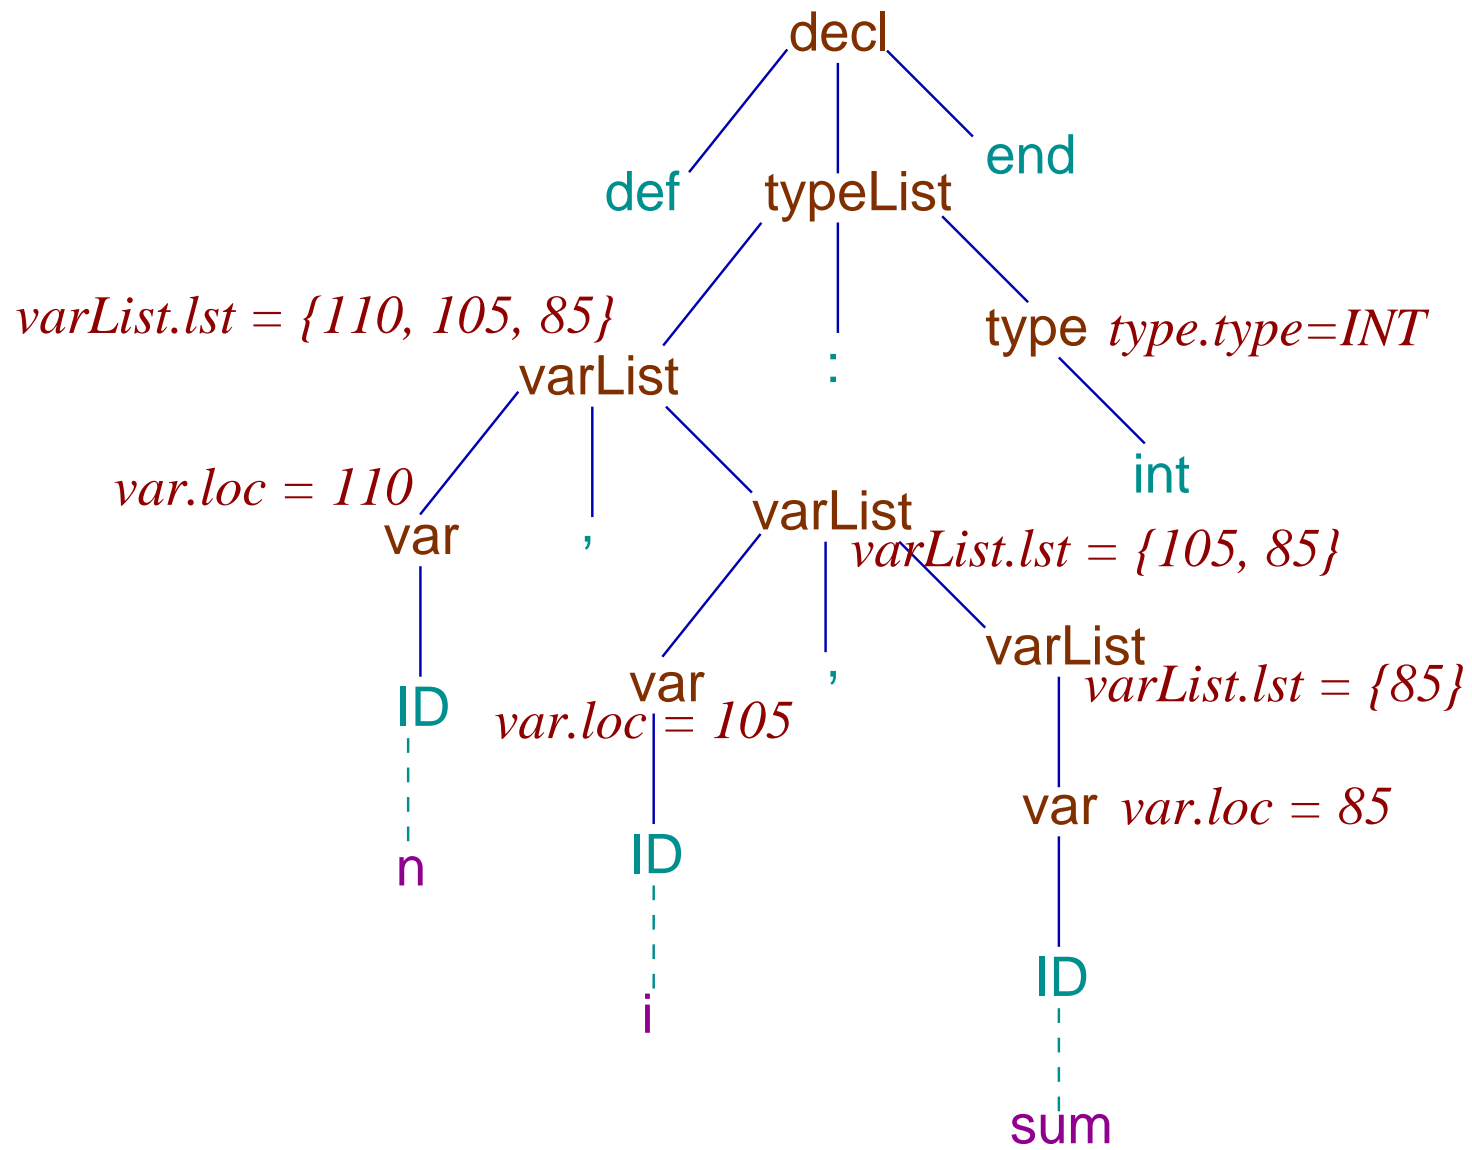 decl
end
def
typeList
varList.lst = {110, 105, 85}
type type.type=INT
varList
:
int
var.loc = 110
varList
var
,
varList.lst = {105, 85}
varList
var
,
varList.lst = {85}
ID
var.loc = 105
var var.loc = 85
ID
n
ID
i
sum